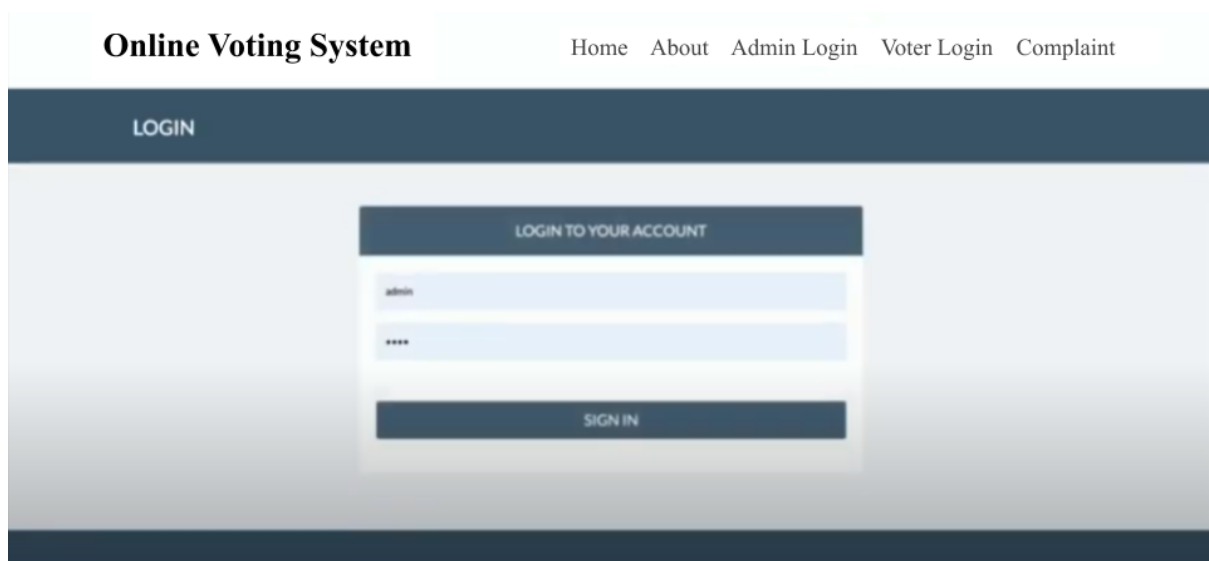 Online Voting System Home About Admin Login Voter Login Complaint
LOGIN
LOGIN TO YOUR ACCOUNT
admin
••••
SIGN IN